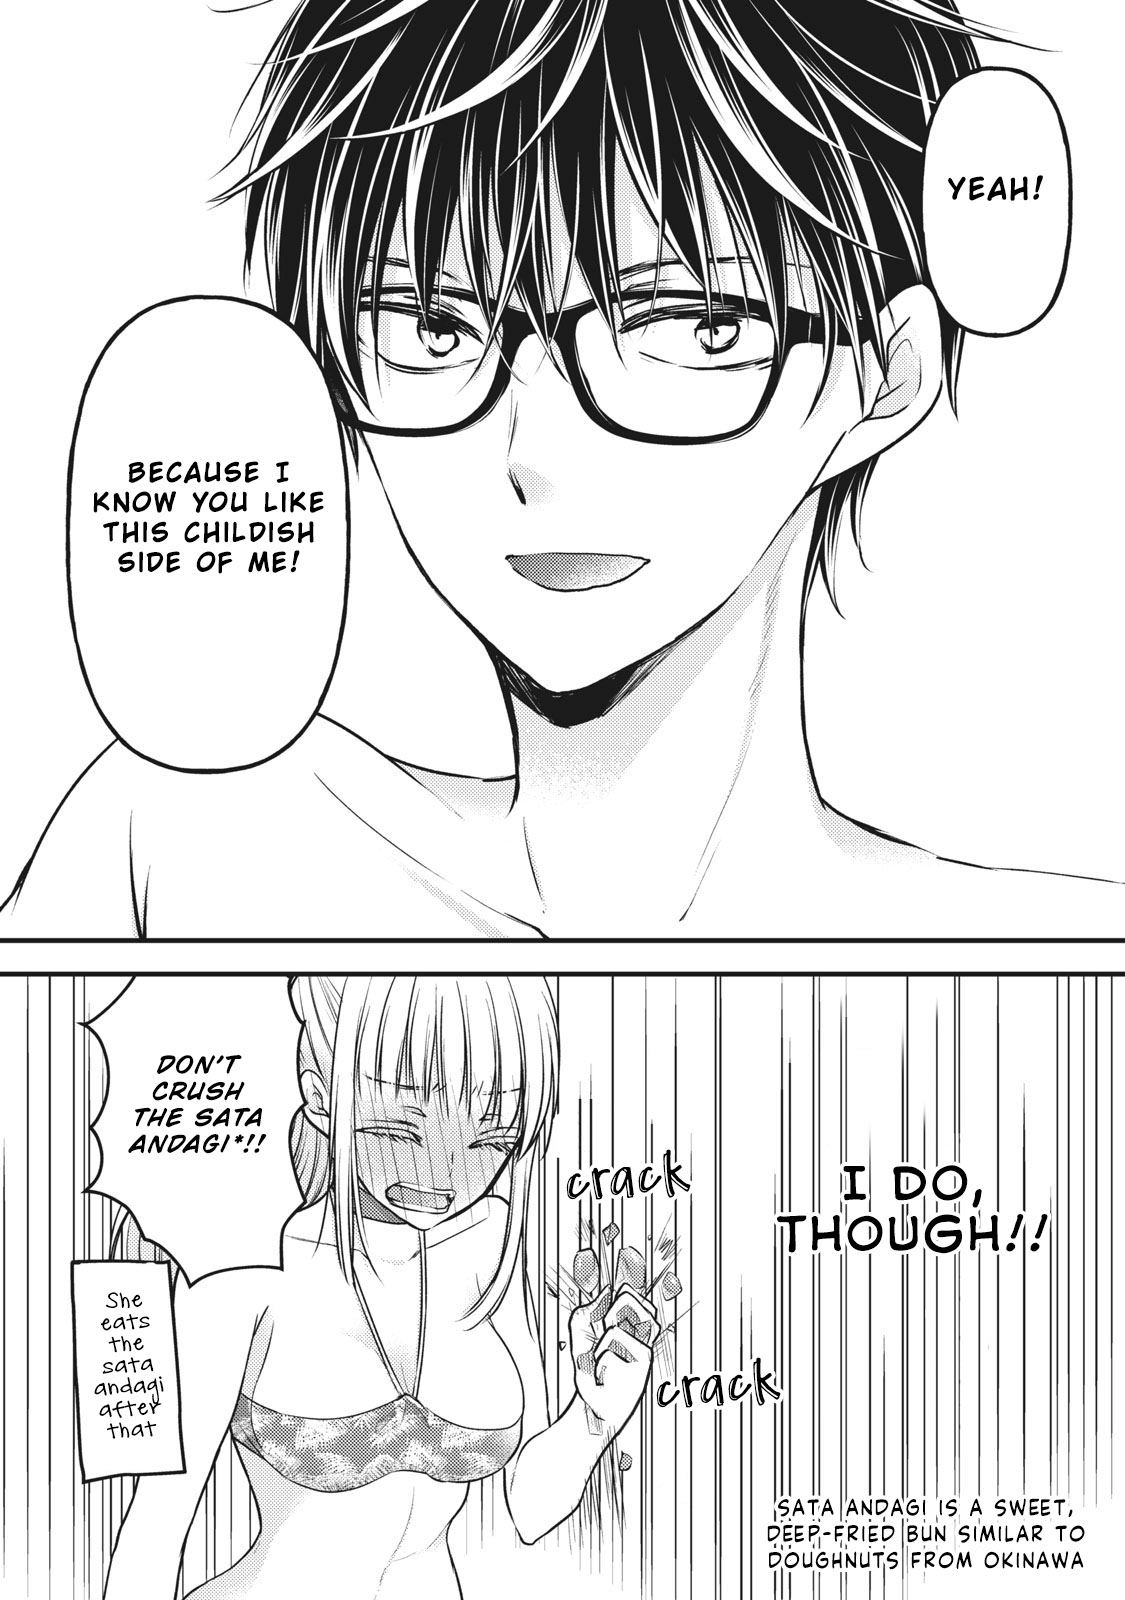 YEAH!
BECAUSE I
KNOW YOU LIKE
THIS CHILDISH
SIDE OF ME!
I DO,
THOUGH!!
crack
crack
DON'T
CRUSH
THE SATA
ANDAGI*!!
She
eats
the
sata
andagi
after
that
SATA ANDAGI IS A SWEET,
DEEP-FRIED BUN SIMILAR TO
DOUGHNUTS FROM OKINAWA